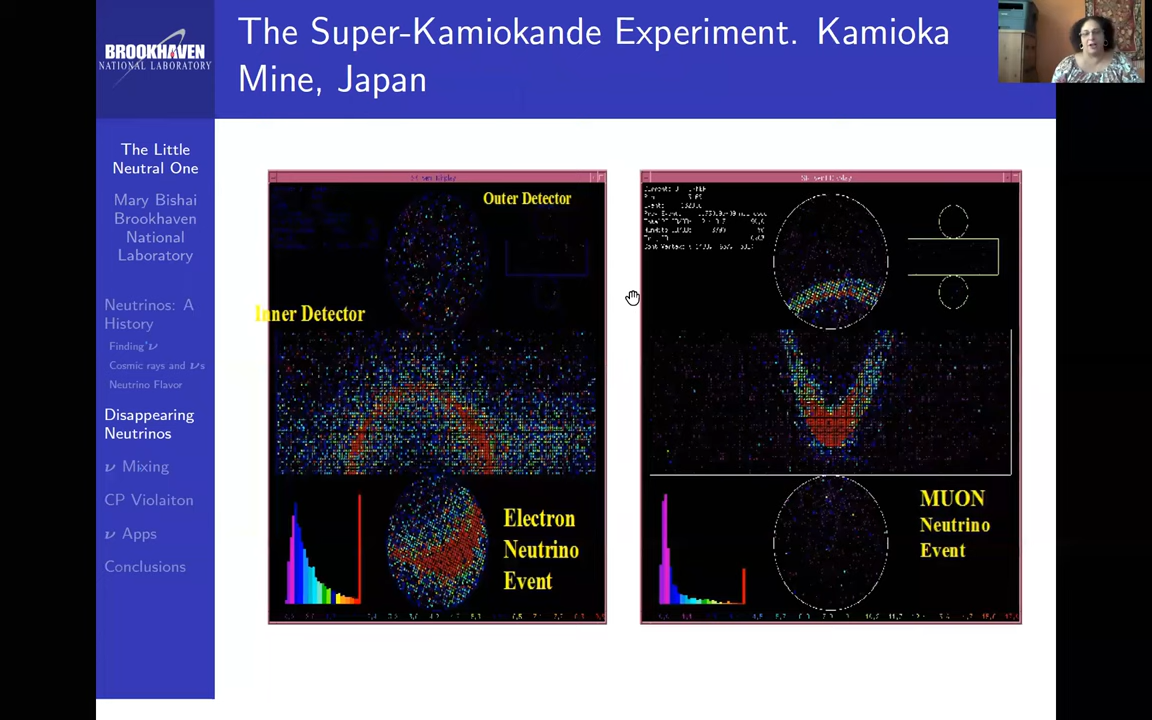 The Super-Kamiokande Experiment. Kamioka
Mine, Japan
BROOKHAVEN
NATIONAL LABORATORY
The Little
Neutral One
Mary Bishai
Brookhaven
National
Laboratory
Neutrinos: A
History
Finding ν
Cosmic rays and νs
Neutrino Flavor
Disappearing
Neutrinos
ν Mixing
CP Violaiton
ν Apps
Conclusions
Outer Detector
Inner Detector
Electron
Neutrino
Event
MUON
Neutrino
Event